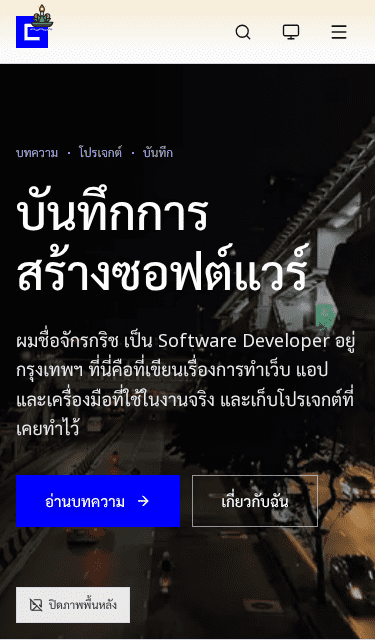 บทความ · โปรเจกต์ · บันทึก
บันทึกการ
สร้างซอฟต์แวร์
ผมชื่อจักรกริช เป็น Software Developer อยู่
กรุงเทพฯ ที่นี่คือที่เขียนเรื่องการทำเว็บ แอป
และเครื่องมือที่ใช้ในงานจริง และเก็บโปรเจกต์ที่
เคยทำไว้
อ่านบทความ → เกี่ยวกับฉัน
ปิดภาพพื้นหลัง